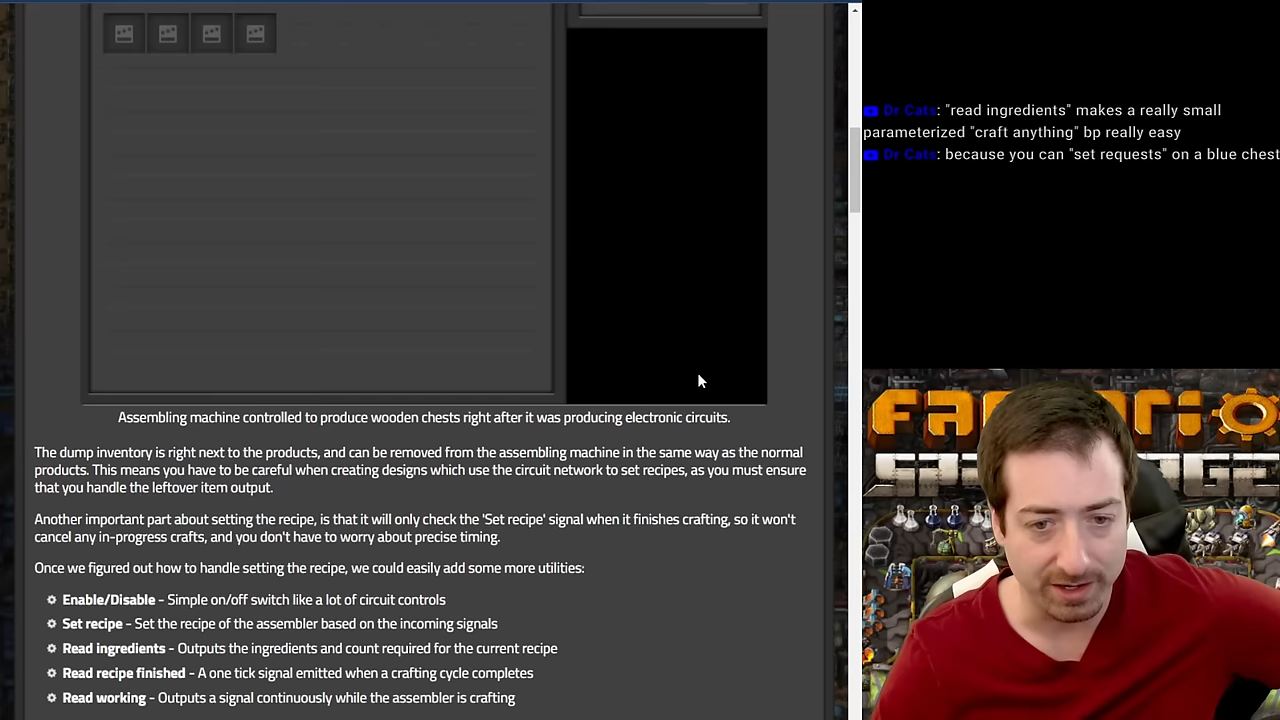 Assembling machine controlled to produce wooden chests right after it was producing electronic circuits.
The dump inventory is right next to the products, and can be removed from the assembling machine in the same way as the normal
products. This means you have to be careful when creating designs which use the circuit network to set recipes, as you must ensure
that you handle the leftover item output.
Another important part about setting the recipe, is that it will only check the 'Set recipe' signal when it finishes crafting, so it won't
cancel any in-progress crafts, and you don't have to worry about precise timing.
Once we figured out how to handle setting the recipe, we could easily add some more utilities:
Enable/Disable - Simple on/off switch like a lot of circuit controls
Set recipe - Set the recipe of the assembler based on the incoming signals
Read ingredients - Outputs the ingredients and count required for the current recipe
Read recipe finished - A one tick signal emitted when a crafting cycle completes
Read working - Outputs a signal continuously while the assembler is crafting
Dr Cats: "read ingredients" makes a really small
parameterized "craft anything" bp really easy
Dr Cats: because you can "set requests" on a blue chest